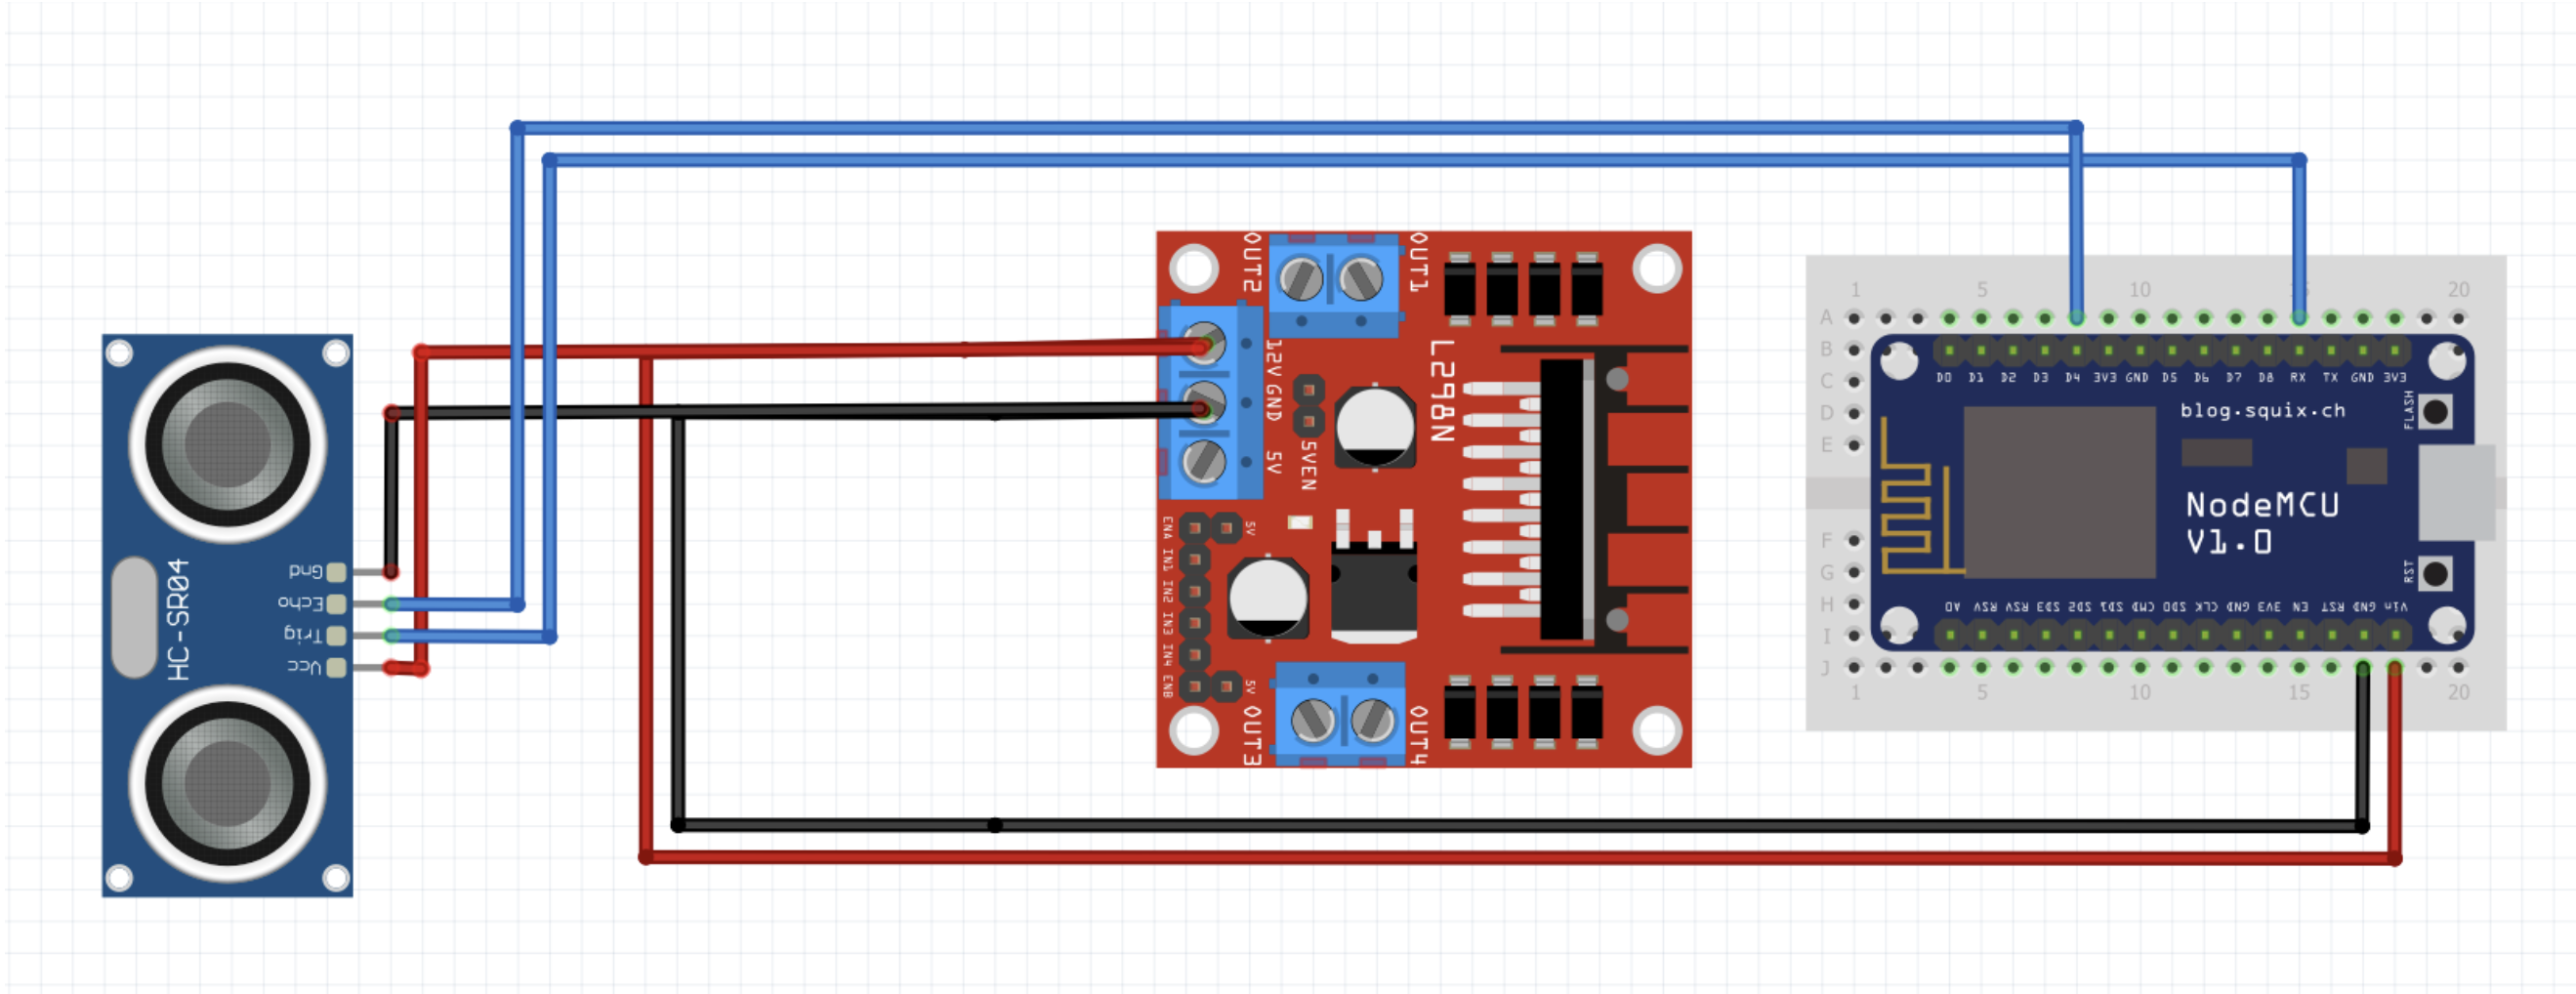 HC-SR04
Gnd
Echo
Trig
Vcc
OUT2
OUT1
12V GND 5V
5VEN
L298N
ENA IN1 IN2 IN3 IN4 ENB
5V
5V
OUT3
OUT4
1 5 10 15 20
A
B
C
D
E
F
G
H
I
J
D0 D1 D2 D3 D4 3V3 GND D5 D6 D7 D8 RX TX GND 3V3
blog.squix.ch
FLASH
NodeMCU
V1.0
RST
A0 RSV RSV SD3 SD2 SD1 CMD SD0 CLK GND 3V3 EN RST GND Vin
1 5 10 15 20